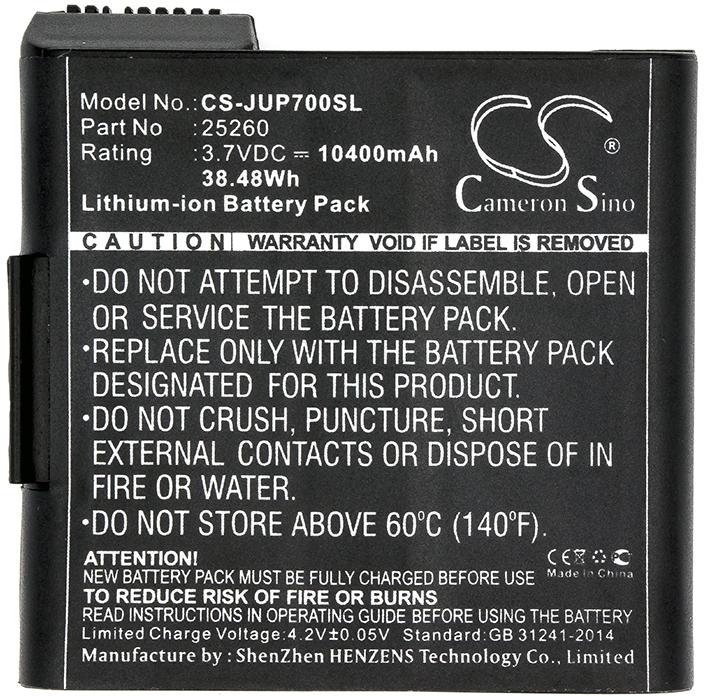 Model No.: CS-JUP700SL
Part No :25260
Rating :3.7VDC ⎓ 10400mAh
38.48Wh
Lithium-ion Battery Pack
CS ®
Cameron Sino
CAUTION WARRANTY VOID IF LABEL IS REMOVED
•DO NOT ATTEMPT TO DISASSEMBLE, OPEN
OR SERVICE THE BATTERY PACK.
•REPLACE ONLY WITH THE BATTERY PACK
DESIGNATED FOR THIS PRODUCT.
•DO NOT CRUSH, PUNCTURE, SHORT
EXTERNAL CONTACTS OR DISPOSE OF IN
FIRE OR WATER.
•DO NOT STORE ABOVE 60°C (140°F).
ATTENTION!
NEW BATTERY PACK MUST BE FULLY CHARGED BEFORE USE
CE
Made in China
TO REDUCE RISK OF FIRE OR BURNS
READ INSTRUCTIONS IN OPERATING GUIDE BEFORE USING THE BATTERY
Limited Charge Voltage:4.2V±0.05V Standard:GB 31241-2014
Manufacture by : ShenZhen HENZENS Technology Co., Limited